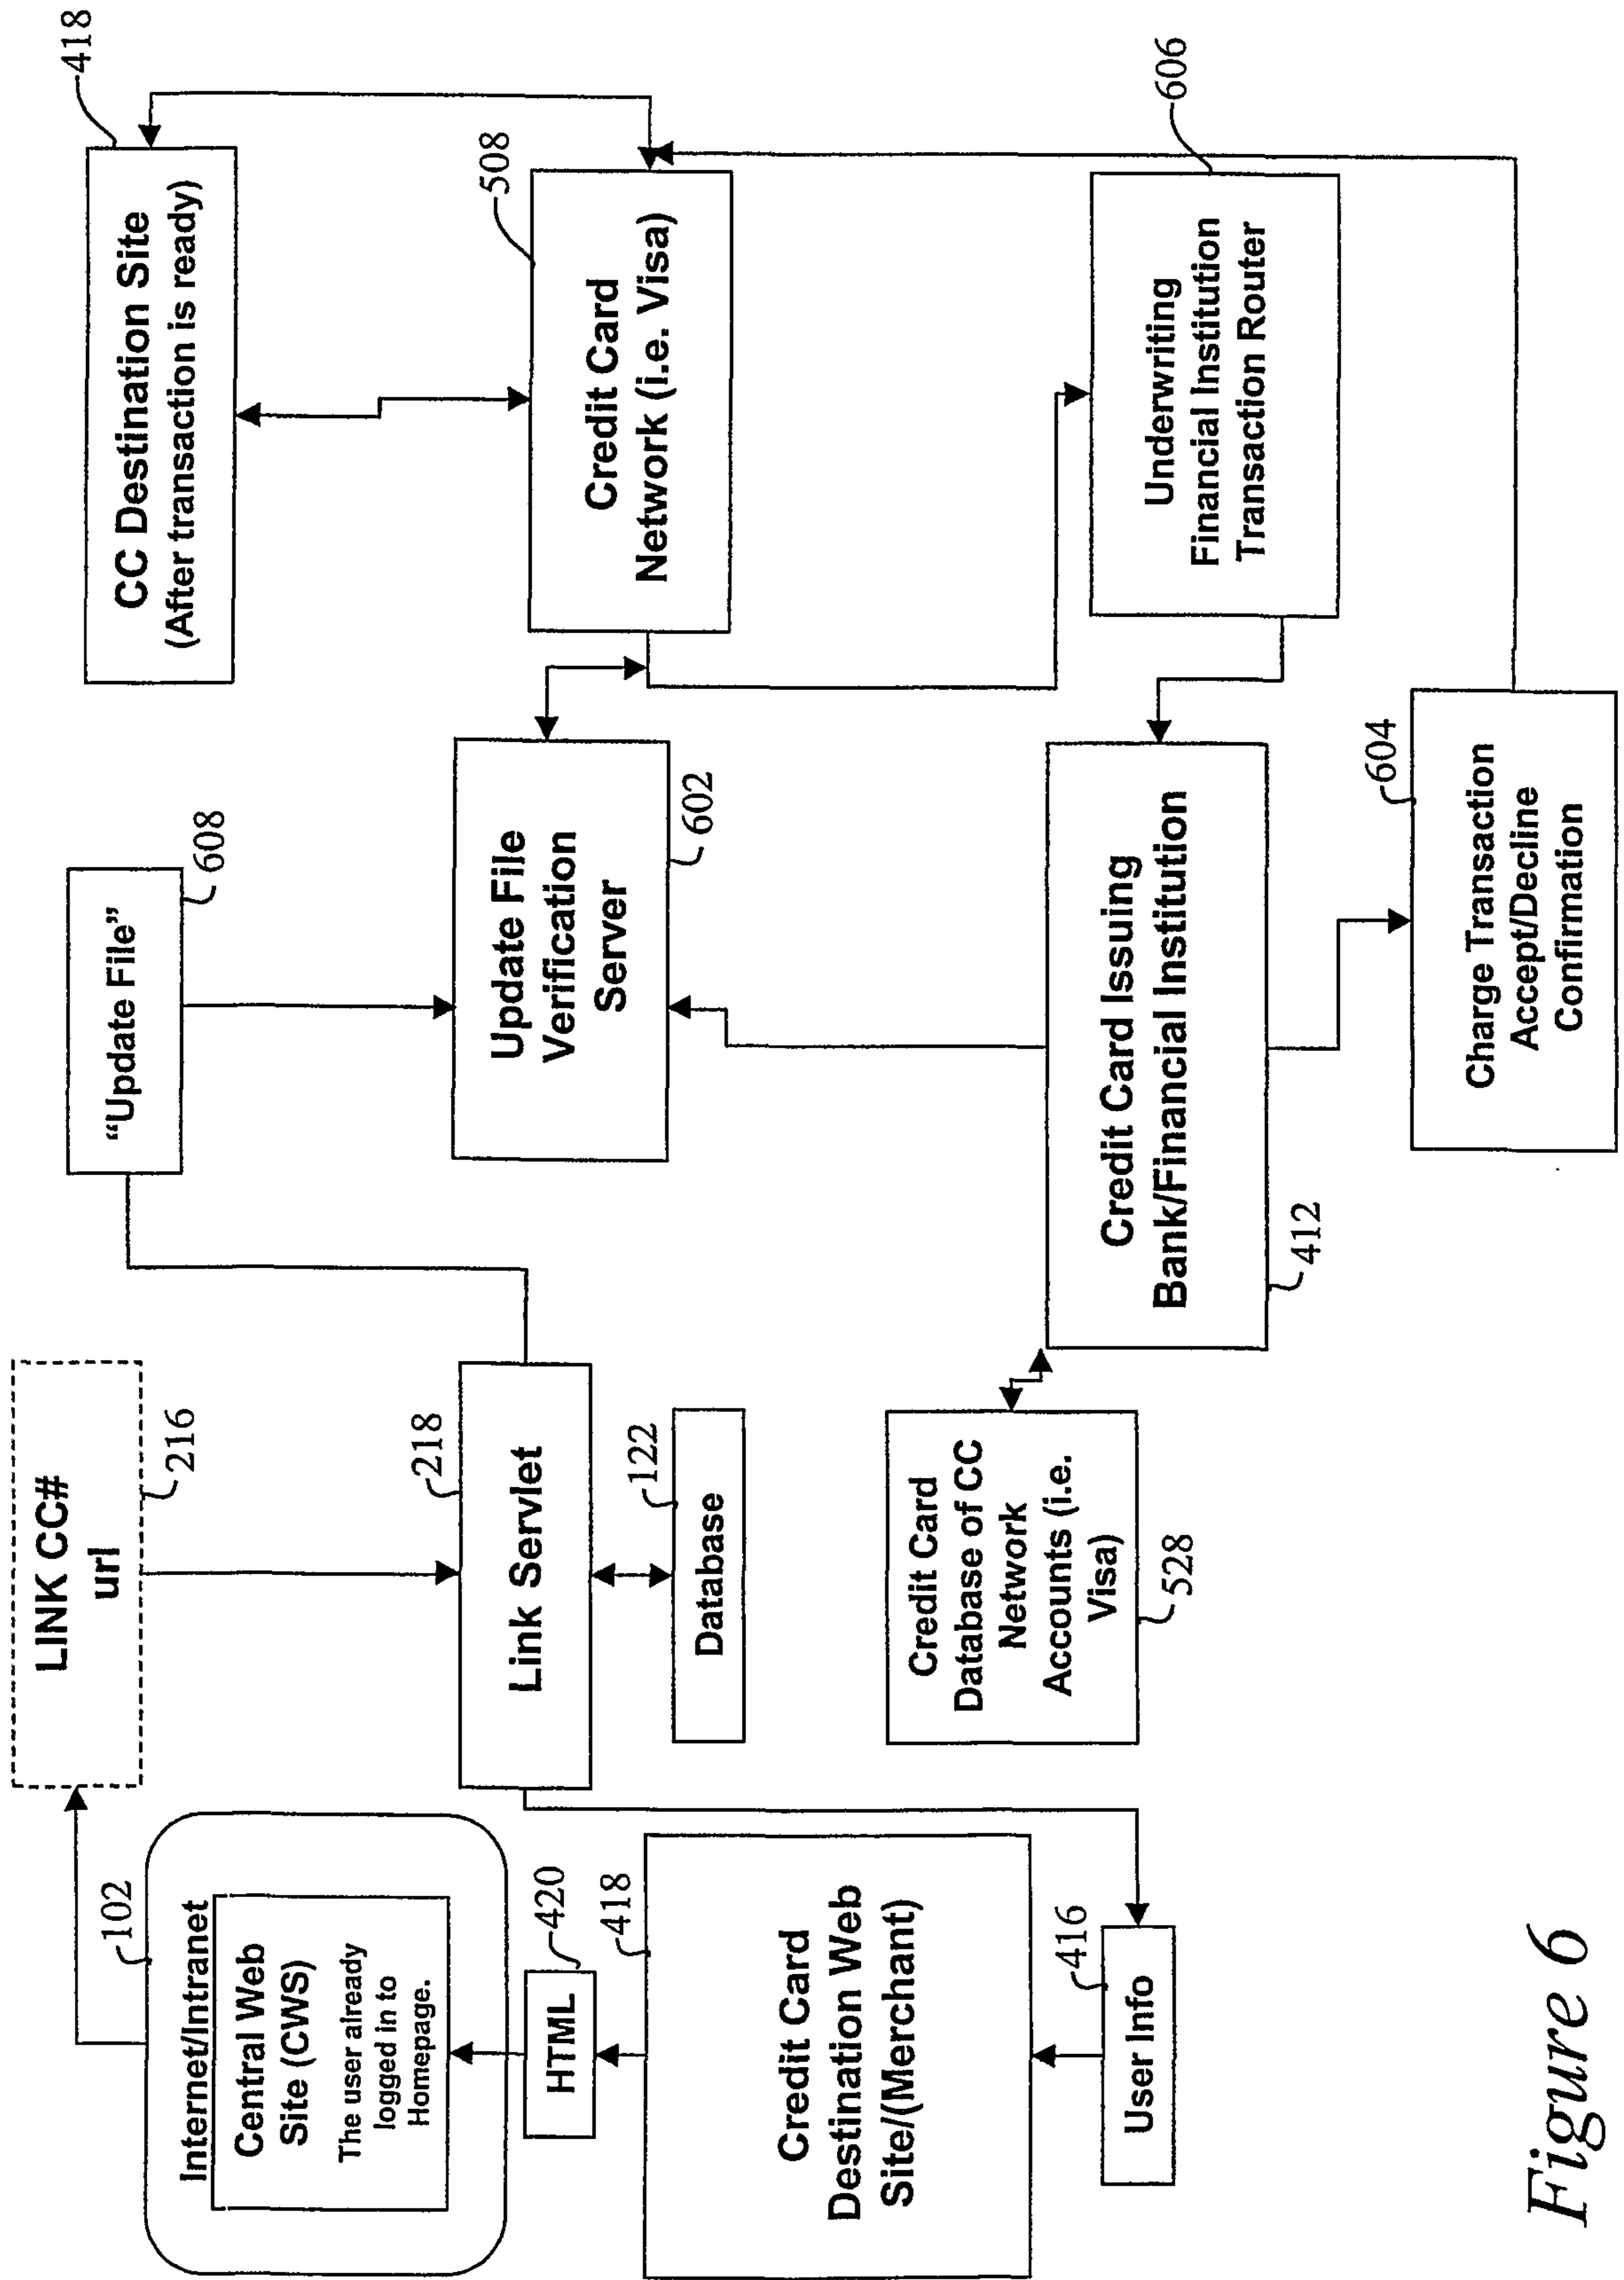 Internet/Intranet
102
Central Web
Site (CWS)
The user already
logged in to
Homepage.
HTML
420
418
Credit Card
Destination Web
Site/(Merchant)
416
User Info
LINK CC#
url
216
218
Link Servlet
122
Database
Credit Card
Database of CC
Network
Accounts (i.e.
Visa)
528
“Update File”
608
Update File
Verification
Server
602
Credit Card Issuing
Bank/Financial Institution
412
604
Charge Transaction
Accept/Decline
Confirmation
418
CC Destination Site
(After transaction is ready)
508
Credit Card
Network (i.e. Visa)
606
Underwriting
Financial Institution
Transaction Router
Figure 6